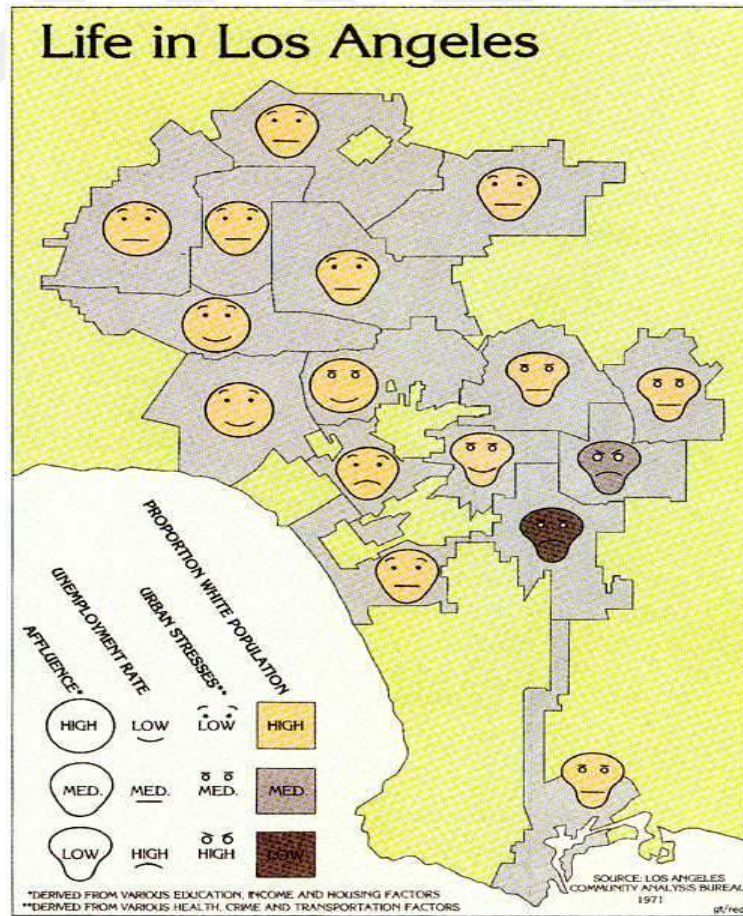 Life in Los Angeles
AFFLUENCE*
UNEMPLOYMENT RATE
URBAN STRESSES**
PROPORTION WHITE POPULATION
HIGH LOW LOW HIGH
MED. MED. MED. MED.
LOW HIGH HIGH LOW
*DERIVED FROM VARIOUS EDUCATION, INCOME AND HOUSING FACTORS
**DERIVED FROM VARIOUS HEALTH, CRIME AND TRANSPORTATION FACTORS
SOURCE: LOS ANGELES
COMMUNITY ANALYSIS BUREAU
1971